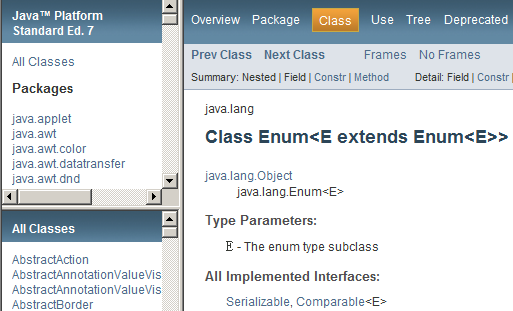 Java™ Platform
Standard Ed. 7
All Classes
Packages
java.applet
java.awt
java.awt.color
java.awt.datatransfer
java.awt.dnd
All Classes
AbstractAction
AbstractAnnotationValueVis
AbstractAnnotationValueVis
AbstractBorder
Overview Package Class Use Tree Deprecated
Prev Class Next Class Frames No Frames
Summary: Nested | Field | Constr | Method Detail: Field | Constr |
java.lang
Class Enum<E extends Enum<E>>
java.lang.Object
java.lang.Enum<E>
Type Parameters:
E - The enum type subclass
All Implemented Interfaces:
Serializable, Comparable<E>